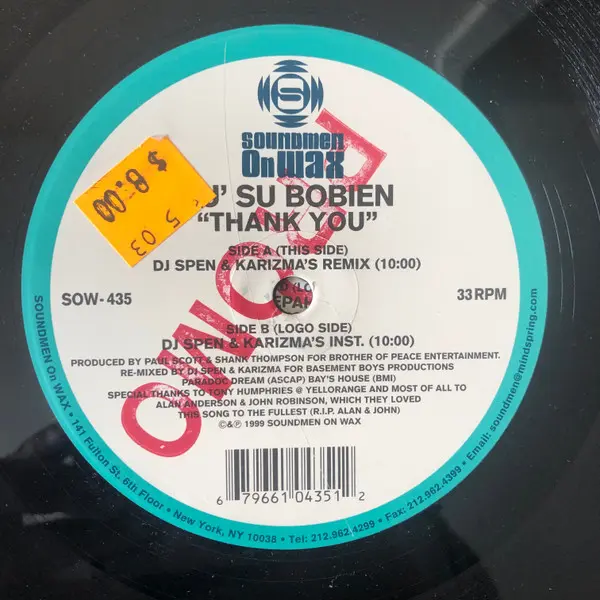 SOUNDMEN
On WAX
$ 8.00
5 03
J' SU BOBIEN
"THANK YOU"
SIDE A (THIS SIDE)
DJ SPEN & KARIZMA'S REMIX (10:00)
SOW- 435
33 RPM
SIDE B (LOGO SIDE)
DJ SPEN & KARIZMA'S INST. (10:00)
PRODUCED BY PAUL SCOTT & SHANK THOMPSON FOR BROTHER OF PEACE ENTERTAINMENT.
RE-MIXED BY DJ SPEN & KARIZMA FOR BASEMENT BOYS PRODUCTIONS
PARADOC DREAM (ASCAP) BAY'S HOUSE (BMI)
SPECIAL THANKS TO TONY HUMPHRIES @ YELLORANGE AND MOST OF ALL TO
ALAN ANDERSON & JOHN ROBINSON, WHICH THEY LOVED
THIS SONG TO THE FULLEST (R.I.P. ALAN & JOHN)
©&℗ 1999 SOUNDMEN ON WAX
6 79661 04351 2
SOUNDMEN On WAX • 141 Fulton St. 6th Floor • New York, NY 10038 • Tel: 212.962.4299 • Fax: 212.962.4399 • Email: soundmen@mindspring.com